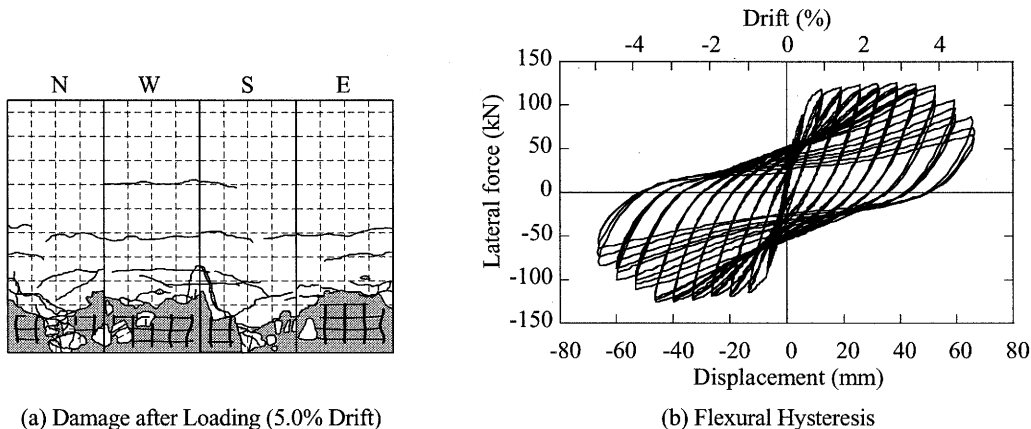 N W S E
(a) Damage after Loading (5.0% Drift)
Drift (%)
-4 -2 0 2 4
Lateral force (kN)
150
100
50
0
-50
-100
-150
-80 -60 -40 -20 0 20 40 60 80
Displacement (mm)
(b) Flexural Hysteresis